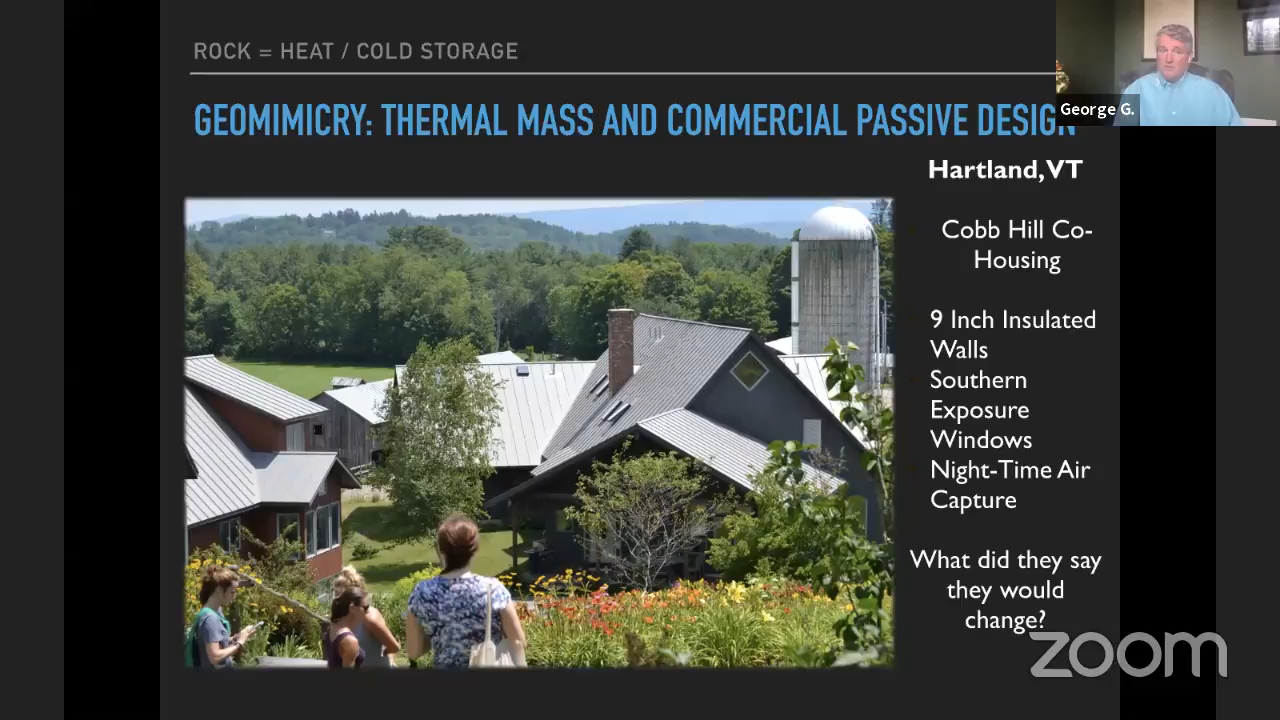 ROCK = HEAT / COLD STORAGE
George G.
GEOMIMICRY: THERMAL MASS AND COMMERCIAL PASSIVE DESIGN
Hartland, VT
Cobb Hill Co-
Housing
9 Inch Insulated
Walls
Southern
Exposure
Windows
Night-Time Air
Capture
What did they say
they would
change?
zoom